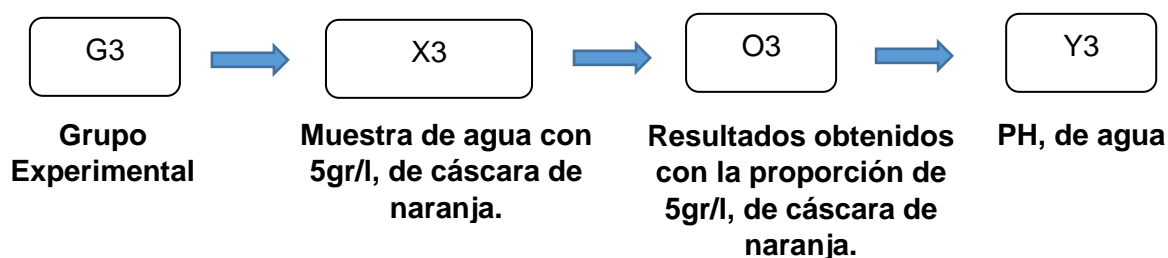 G3
X3
O3
Y3
Grupo
Experimental
Muestra de agua con
5gr/l, de cáscara de
naranja.
Resultados obtenidos
con la proporción de
5gr/l, de cáscara de
naranja.
PH, de agua